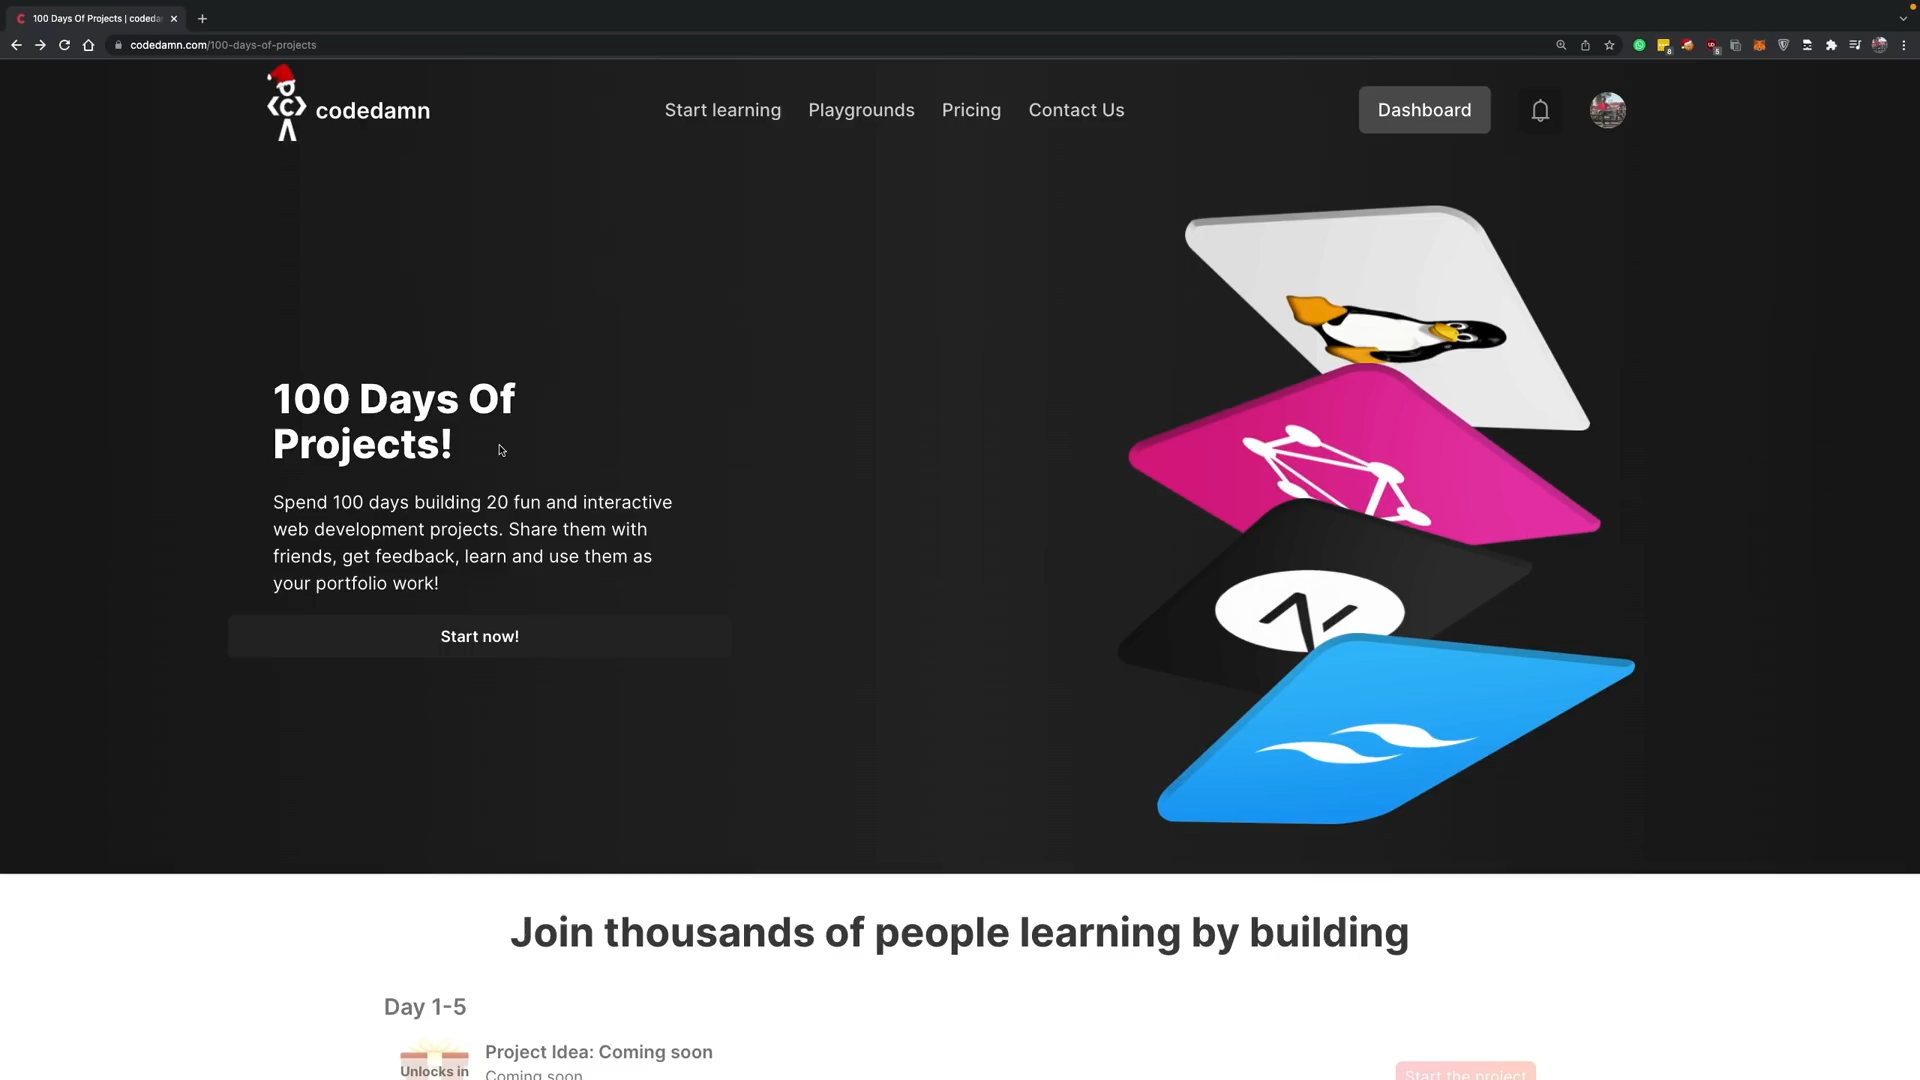 100 Days Of Projects | codeda
codedamn.com/100-days-of-projects
codedamn
Start learning
Playgrounds
Pricing
Contact Us
Dashboard
100 Days Of
Projects!
Spend 100 days building 20 fun and interactive
web development projects. Share them with
friends, get feedback, learn and use them as
your portfolio work!
Start now!
Join thousands of people learning by building
Day 1-5
Unlocks in
Project Idea: Coming soon
Coming soon
Start the project